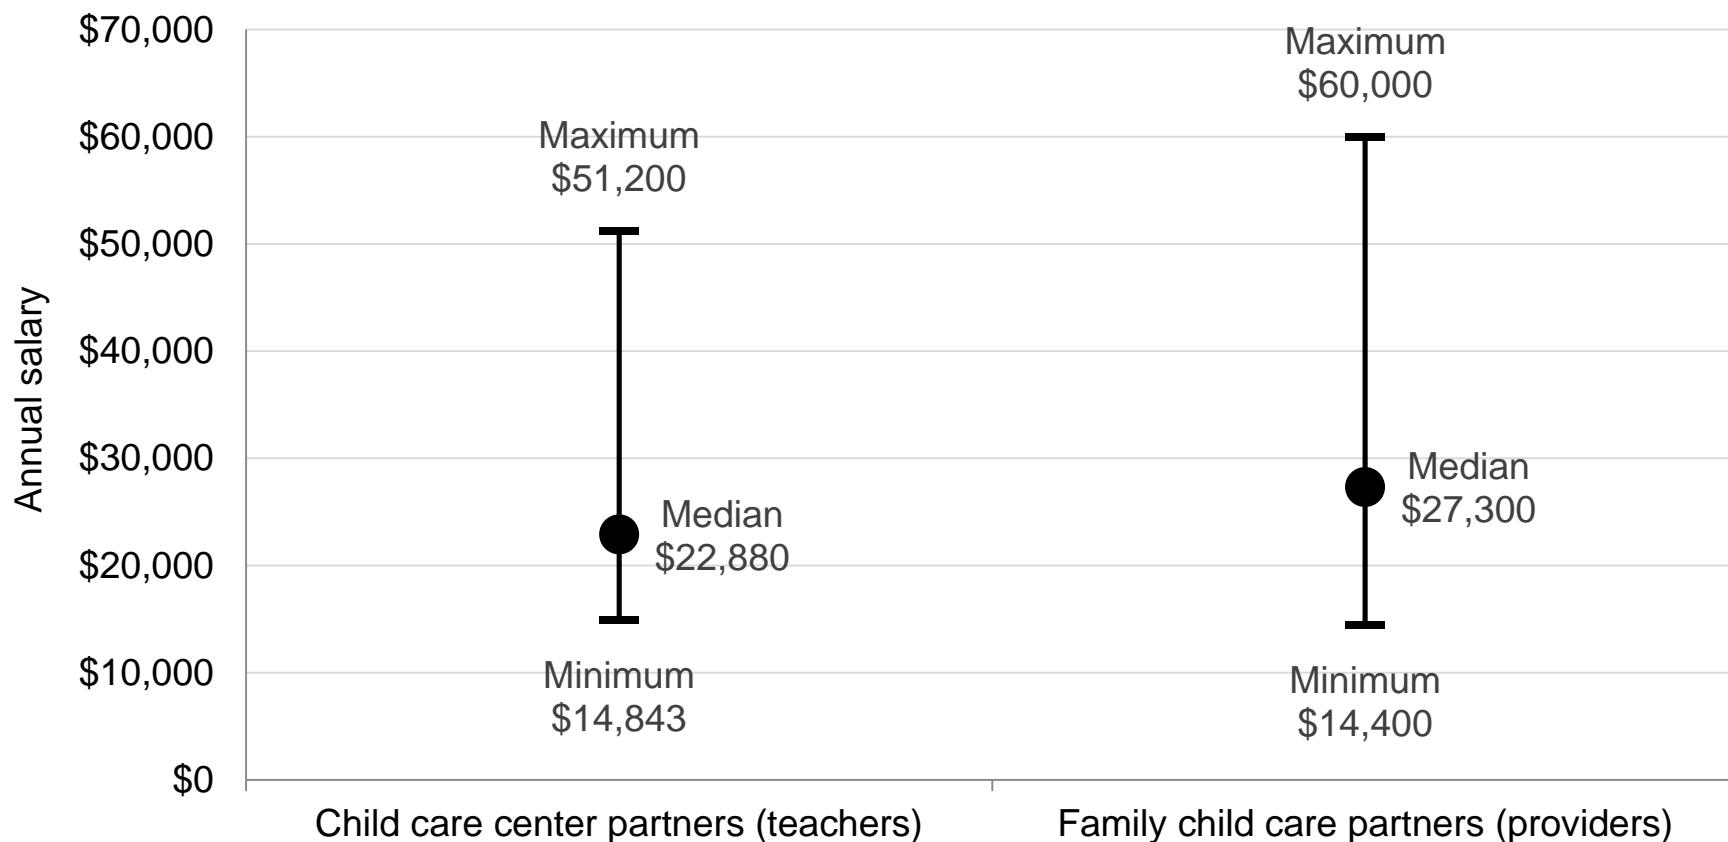 $70,000
$60,000
$50,000
$40,000
$30,000
$20,000
$10,000
$0
Annual salary
Maximum
$51,200
Median
$22,880
Minimum
$14,843
Maximum
$60,000
Median
$27,300
Minimum
$14,400
Child care center partners (teachers)
Family child care partners (providers)